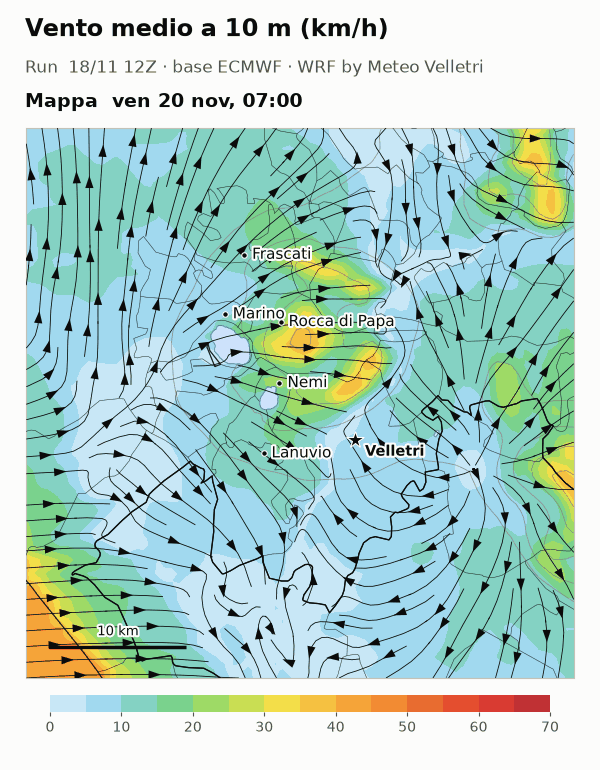 Vento medio a 10 m (km/h)
Run 18/11 12Z · base ECMWF · WRF by Meteo Velletri
Mappa ven 20 nov, 07:00
Frascati
Marino
Rocca di Papa
Nemi
Velletri
Lanuvio
10 km
0 10 20 30 40 50 60 70